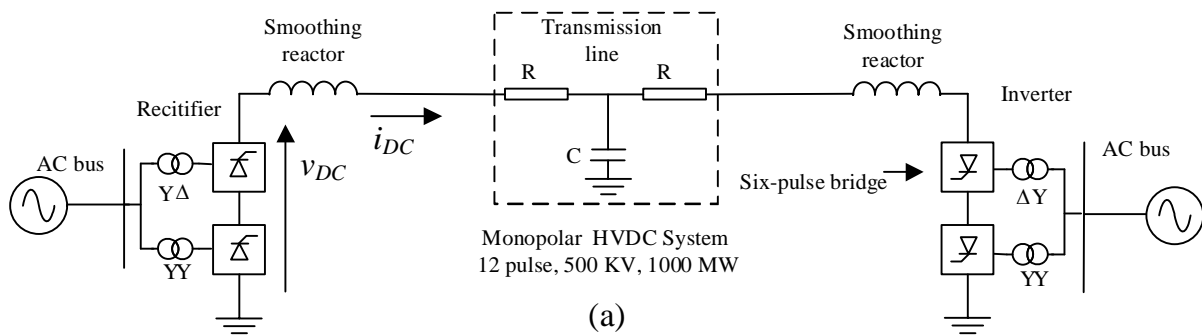 Smoothing
reactor
Transmission
line
Smoothing
reactor
R
R
Recitifier
Inverter
i_DC
AC bus
v_DC
C
AC bus
YΔ
Six-pulse bridge
ΔY
YY
YY
Monopolar HVDC System
12 pulse, 500 KV, 1000 MW
(a)